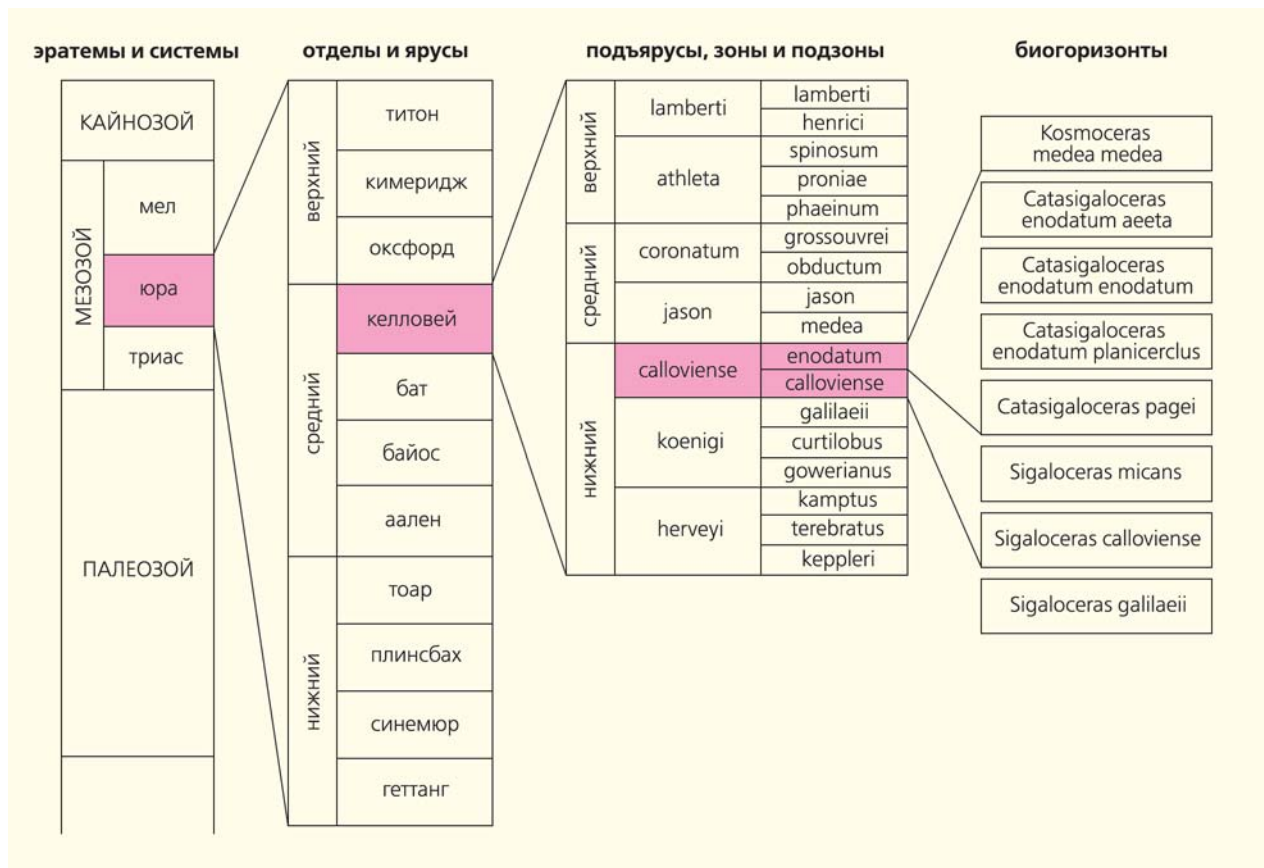 эратемы и системы
отделы и ярусы
подъярусы, зоны и подзоны
биогоризонты
КАЙНОЗОЙ
МЕЗОЗОЙ
мел
юра
триас
ПАЛЕОЗОЙ
верхний
титон
кимеридж
оксфорд
средний
келловей
бат
байос
аален
нижний
тоар
плинсбах
синемюр
геттанг
верхний
lamberti
lamberti
henrici
athleta
spinosum
proniae
phaeinum
средний
coronatum
grossouvrei
obductum
jason
jason
medea
нижний
calloviense
enodatum
calloviense
koenigi
galilaeii
curtilobus
gowerianus
herveyi
kamptus
terebratus
keppleri
Kosmoceras
medea medea
Catasigaloceras
enodatum aeeta
Catasigaloceras
enodatum enodatum
Catasigaloceras
enodatum planicerclus
Catasigaloceras pagei
Sigaloceras micans
Sigaloceras calloviense
Sigaloceras galilaeii